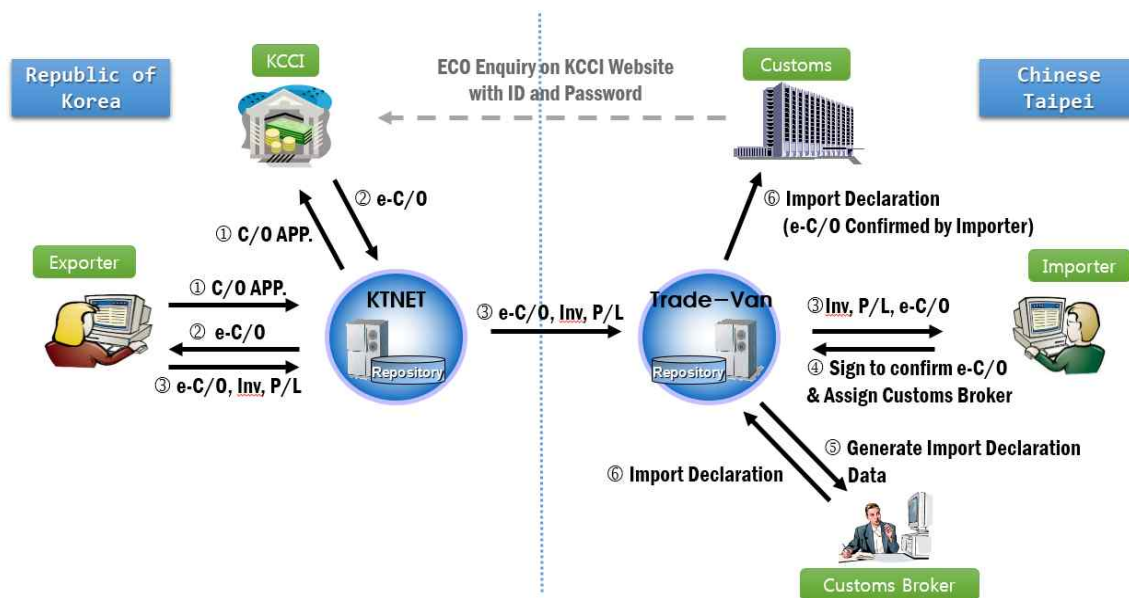 KCCI
Republic of
Korea
ECO Enquiry on KCCI Website
with ID and Password
Customs
Chinese
Taipei
② e-C/O
① C/O APP.
⑥ Import Declaration
(e-C/O Confirmed by Importer)
Exporter
Importer
① C/O APP.
KTNET
③ e-C/O, Inv, P/L
Trade-Van
③Inv, P/L, e-C/O
② e-C/O
Repository
Repository
④ Sign to confirm e-C/O
& Assign Customs Broker
③ e-C/O, Inv, P/L
⑤ Generate Import Declaration
Data
⑥ Import Declaration
Customs Broker